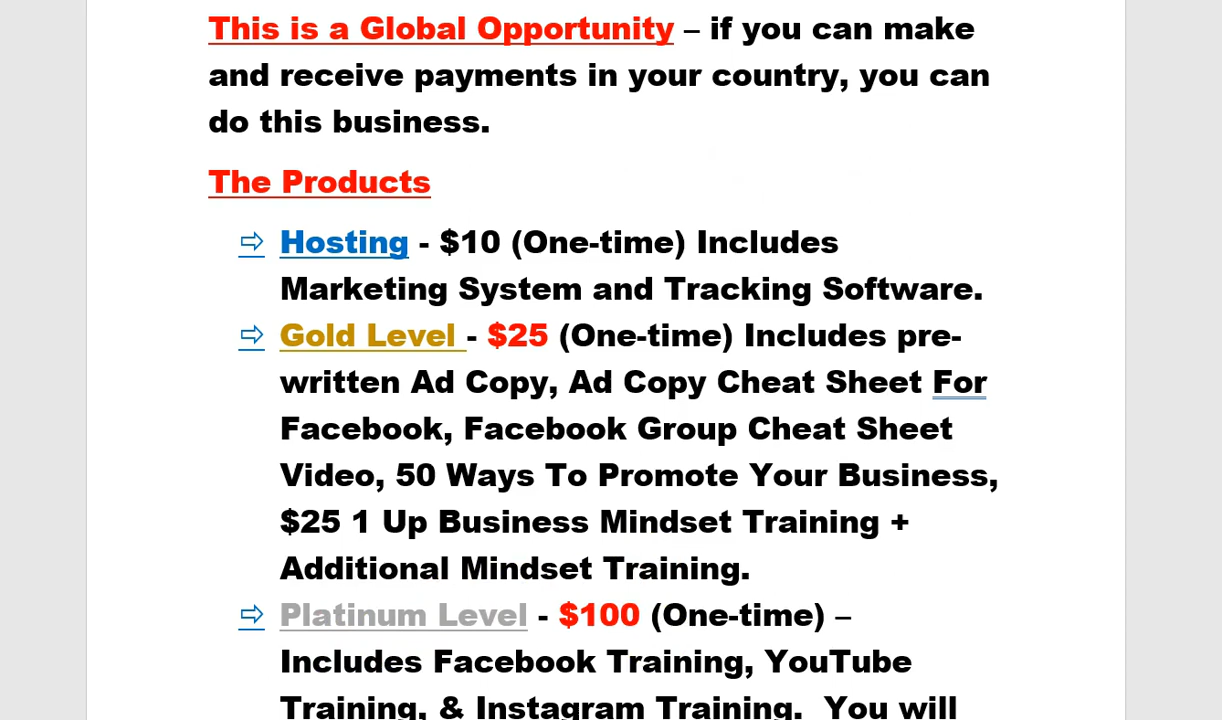 This is a Global Opportunity – if you can make
and receive payments in your country, you can
do this business.
The Products
⇨ Hosting - $10 (One-time) Includes
Marketing System and Tracking Software.
⇨ Gold Level - $25 (One-time) Includes pre-
written Ad Copy, Ad Copy Cheat Sheet For
Facebook, Facebook Group Cheat Sheet
Video, 50 Ways To Promote Your Business,
$25 1 Up Business Mindset Training +
Additional Mindset Training.
⇨ Platinum Level - $100 (One-time) –
Includes Facebook Training, YouTube
Training, & Instagram Training. You will